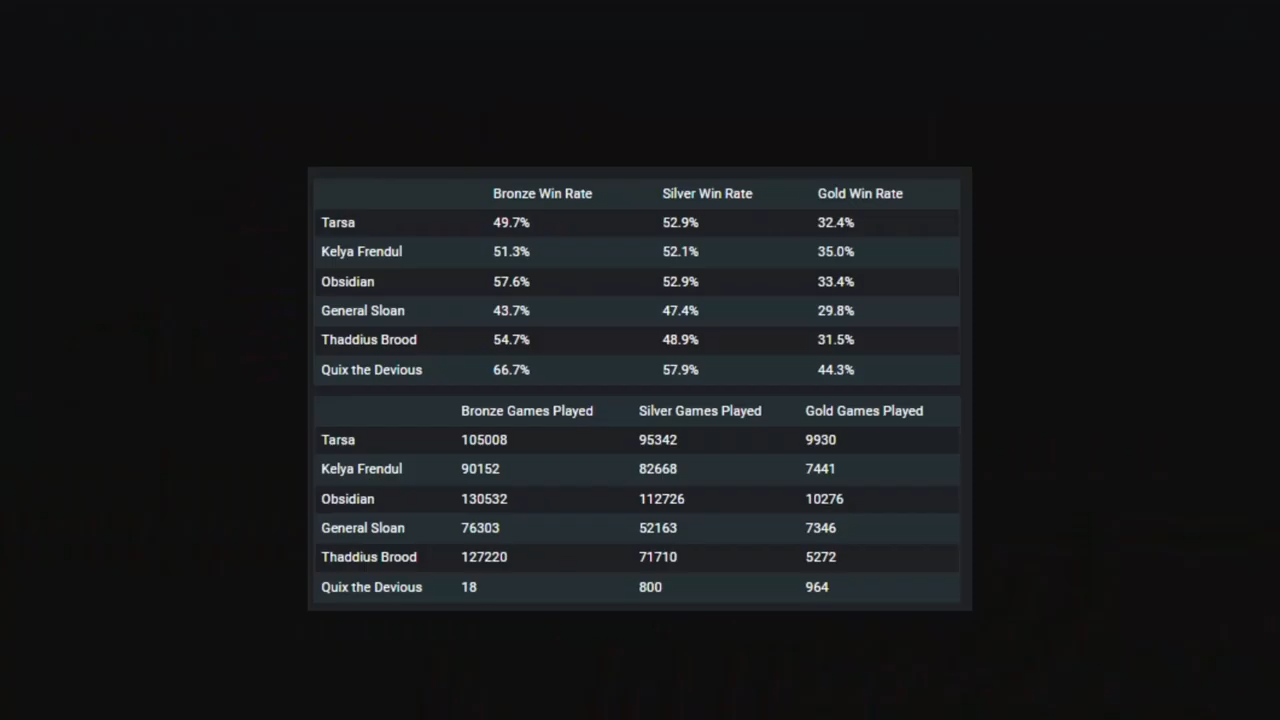 Bronze Win Rate Silver Win Rate Gold Win Rate
Tarsa 49.7% 52.9% 32.4%
Kelya Frendul 51.3% 52.1% 35.0%
Obsidian 57.6% 52.9% 33.4%
General Sloan 43.7% 47.4% 29.8%
Thaddius Brood 54.7% 48.9% 31.5%
Quix the Devious 66.7% 57.9% 44.3%
Bronze Games Played Silver Games Played Gold Games Played
Tarsa 105008 95342 9930
Kelya Frendul 90152 82668 7441
Obsidian 130532 112726 10276
General Sloan 76303 52163 7346
Thaddius Brood 127220 71710 5272
Quix the Devious 18 800 964